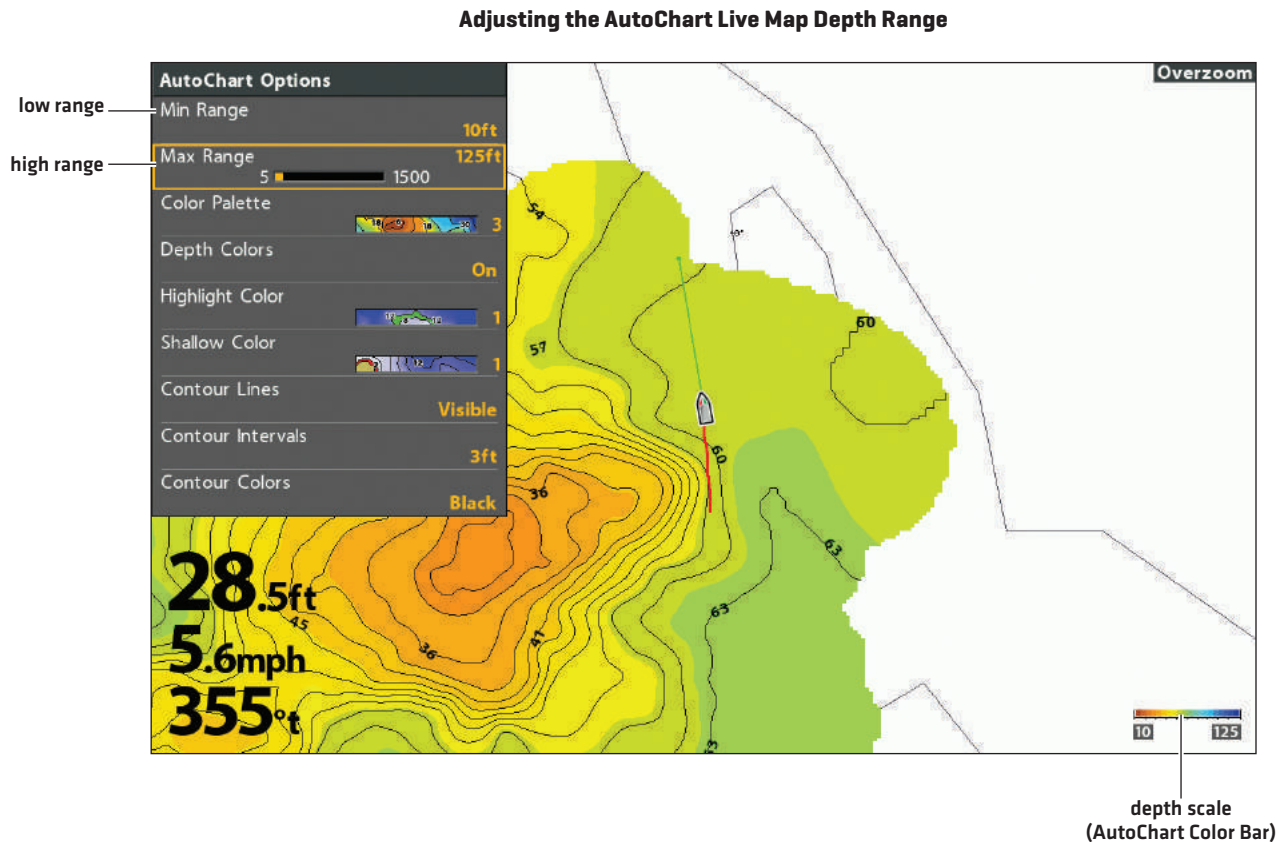 Adjusting the AutoChart Live Map Depth Range
AutoChart Options
Overzoom
low range
Min Range
10ft
high range
Max Range
125ft
5 1500
Color Palette
3
Depth Colors
On
Highlight Color
1
Shallow Color
1
Contour Lines
Visible
Contour Intervals
3ft
Contour Colors
Black
54
57
60
60
63
63
63
36
36
41
45
28.5ft
5.6mph
355°t
10 125
depth scale
(AutoChart Color Bar)